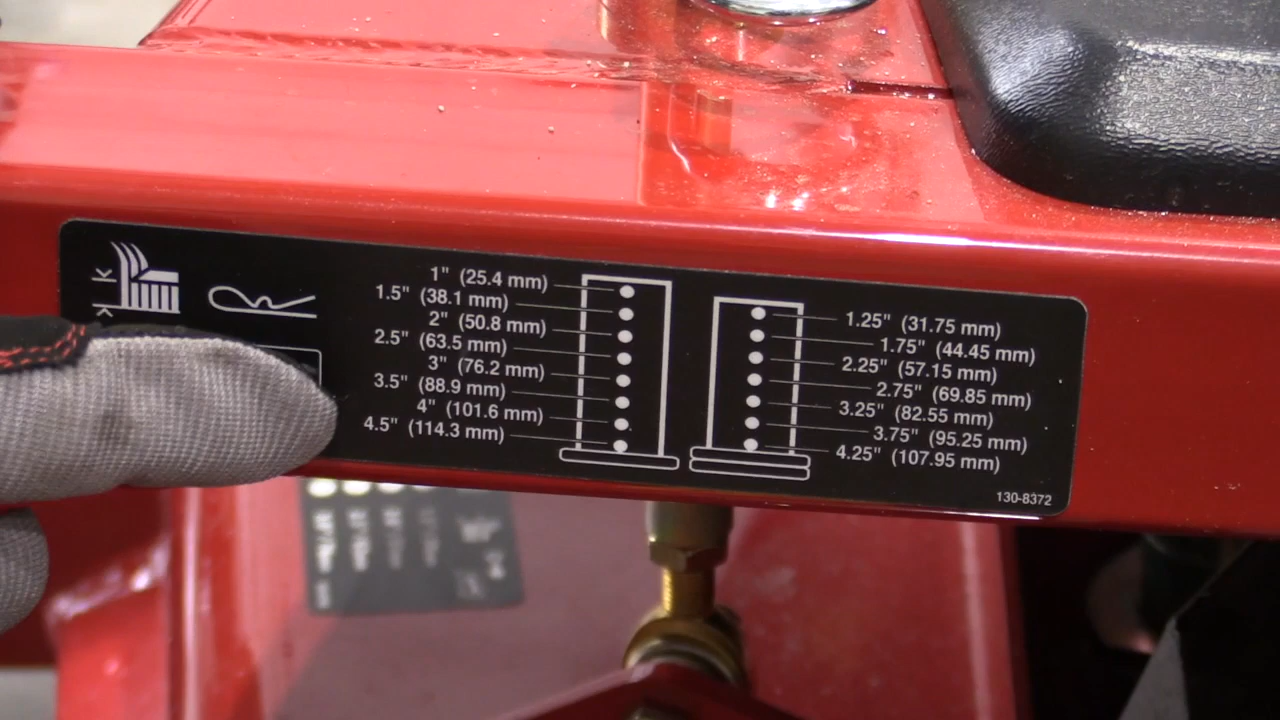 1" (25.4 mm)
1.5" (38.1 mm)
2" (50.8 mm)
2.5" (63.5 mm)
3" (76.2 mm)
3.5" (88.9 mm)
4" (101.6 mm)
4.5" (114.3 mm)
1.25" (31.75 mm)
1.75" (44.45 mm)
2.25" (57.15 mm)
2.75" (69.85 mm)
3.25" (82.55 mm)
3.75" (95.25 mm)
4.25" (107.95 mm)
130-8372